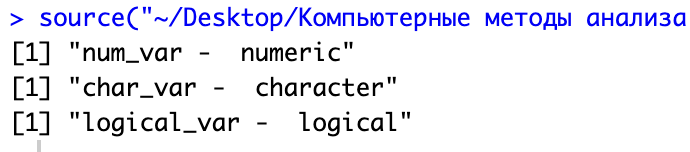 > source("~/Desktop/Компьютерные методы анализа
[1] "num_var -  numeric"
[1] "char_var -  character"
[1] "logical_var -  logical"